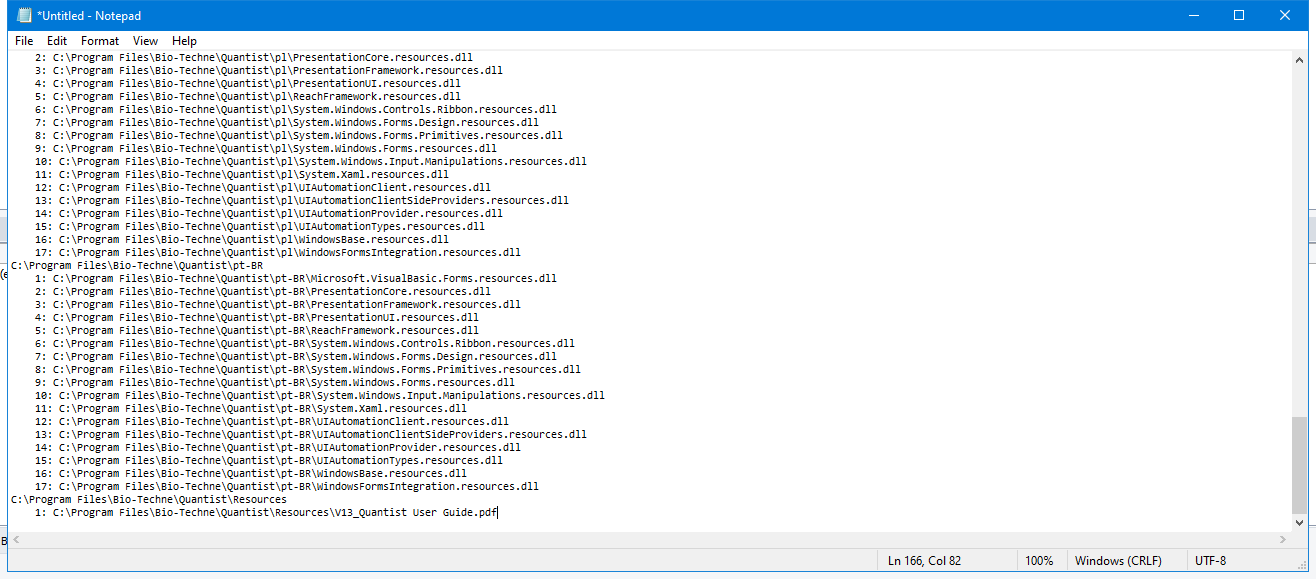 *Untitled - Notepad
File Edit Format View Help
2: C:\Program Files\Bio-Techne\Quantist\pl\PresentationCore.resources.dll
3: C:\Program Files\Bio-Techne\Quantist\pl\PresentationFramework.resources.dll
4: C:\Program Files\Bio-Techne\Quantist\pl\PresentationUI.resources.dll
5: C:\Program Files\Bio-Techne\Quantist\pl\ReachFramework.resources.dll
6: C:\Program Files\Bio-Techne\Quantist\pl\System.Windows.Controls.Ribbon.resources.dll
7: C:\Program Files\Bio-Techne\Quantist\pl\System.Windows.Forms.Design.resources.dll
8: C:\Program Files\Bio-Techne\Quantist\pl\System.Windows.Forms.Primitives.resources.dll
9: C:\Program Files\Bio-Techne\Quantist\pl\System.Windows.Forms.resources.dll
10: C:\Program Files\Bio-Techne\Quantist\pl\System.Windows.Input.Manipulations.resources.dll
11: C:\Program Files\Bio-Techne\Quantist\pl\System.Xaml.resources.dll
12: C:\Program Files\Bio-Techne\Quantist\pl\UIAutomationClient.resources.dll
13: C:\Program Files\Bio-Techne\Quantist\pl\UIAutomationClientSideProviders.resources.dll
14: C:\Program Files\Bio-Techne\Quantist\pl\UIAutomationProvider.resources.dll
15: C:\Program Files\Bio-Techne\Quantist\pl\UIAutomationTypes.resources.dll
16: C:\Program Files\Bio-Techne\Quantist\pl\WindowsBase.resources.dll
17: C:\Program Files\Bio-Techne\Quantist\pl\WindowsFormsIntegration.resources.dll
C:\Program Files\Bio-Techne\Quantist\pt-BR
1: C:\Program Files\Bio-Techne\Quantist\pt-BR\Microsoft.VisualBasic.Forms.resources.dll
2: C:\Program Files\Bio-Techne\Quantist\pt-BR\PresentationCore.resources.dll
3: C:\Program Files\Bio-Techne\Quantist\pt-BR\PresentationFramework.resources.dll
4: C:\Program Files\Bio-Techne\Quantist\pt-BR\PresentationUI.resources.dll
5: C:\Program Files\Bio-Techne\Quantist\pt-BR\ReachFramework.resources.dll
6: C:\Program Files\Bio-Techne\Quantist\pt-BR\System.Windows.Controls.Ribbon.resources.dll
7: C:\Program Files\Bio-Techne\Quantist\pt-BR\System.Windows.Forms.Design.resources.dll
8: C:\Program Files\Bio-Techne\Quantist\pt-BR\System.Windows.Forms.Primitives.resources.dll
9: C:\Program Files\Bio-Techne\Quantist\pt-BR\System.Windows.Forms.resources.dll
10: C:\Program Files\Bio-Techne\Quantist\pt-BR\System.Windows.Input.Manipulations.resources.dll
11: C:\Program Files\Bio-Techne\Quantist\pt-BR\System.Xaml.resources.dll
12: C:\Program Files\Bio-Techne\Quantist\pt-BR\UIAutomationClient.resources.dll
13: C:\Program Files\Bio-Techne\Quantist\pt-BR\UIAutomationClientSideProviders.resources.dll
14: C:\Program Files\Bio-Techne\Quantist\pt-BR\UIAutomationProvider.resources.dll
15: C:\Program Files\Bio-Techne\Quantist\pt-BR\UIAutomationTypes.resources.dll
16: C:\Program Files\Bio-Techne\Quantist\pt-BR\WindowsBase.resources.dll
17: C:\Program Files\Bio-Techne\Quantist\pt-BR\WindowsFormsIntegration.resources.dll
C:\Program Files\Bio-Techne\Quantist\Resources
1: C:\Program Files\Bio-Techne\Quantist\Resources\V13_Quantist User Guide.pdf
Ln 166, Col 82 100% Windows (CRLF) UTF-8